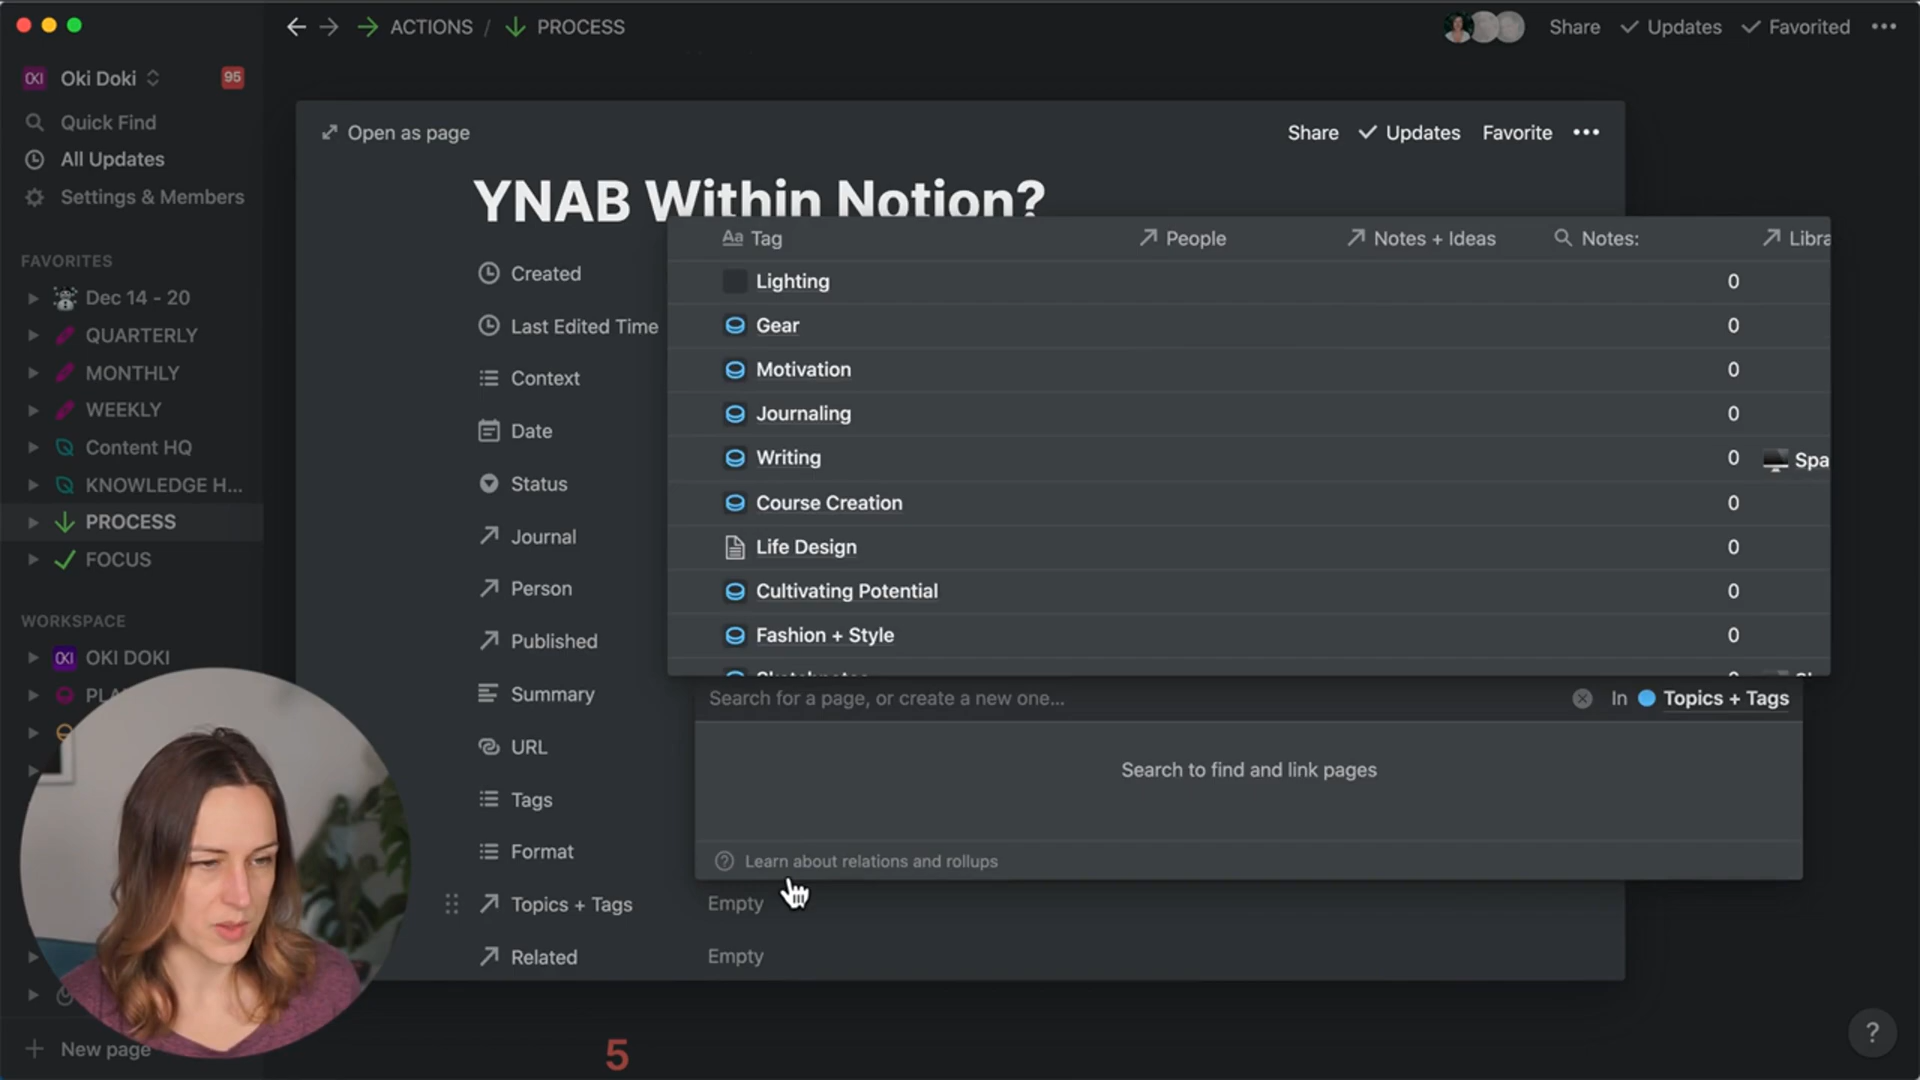 ACTIONS / PROCESS
Share Updates Favorited
OKI Oki Doki 95
Quick Find
All Updates
Settings & Members
FAVORITES
Dec 14 - 20
QUARTERLY
MONTHLY
WEEKLY
Content HQ
KNOWLEDGE H...
PROCESS
FOCUS
WORKSPACE
OKI OKI DOKI
New page
Open as page
Share Updates Favorite
YNAB Within Notion?
Created
Last Edited Time
Context
Date
Status
Journal
Person
Published
Summary
URL
Tags
Format
Topics + Tags Empty
Related Empty
Aa Tag People Notes + Ideas Notes: Libra
Lighting 0
Gear 0
Motivation 0
Journaling 0
Writing 0 Spa
Course Creation 0
Life Design 0
Cultivating Potential 0
Fashion + Style 0
Search for a page, or create a new one... In Topics + Tags
Search to find and link pages
Learn about relations and rollups
5
?